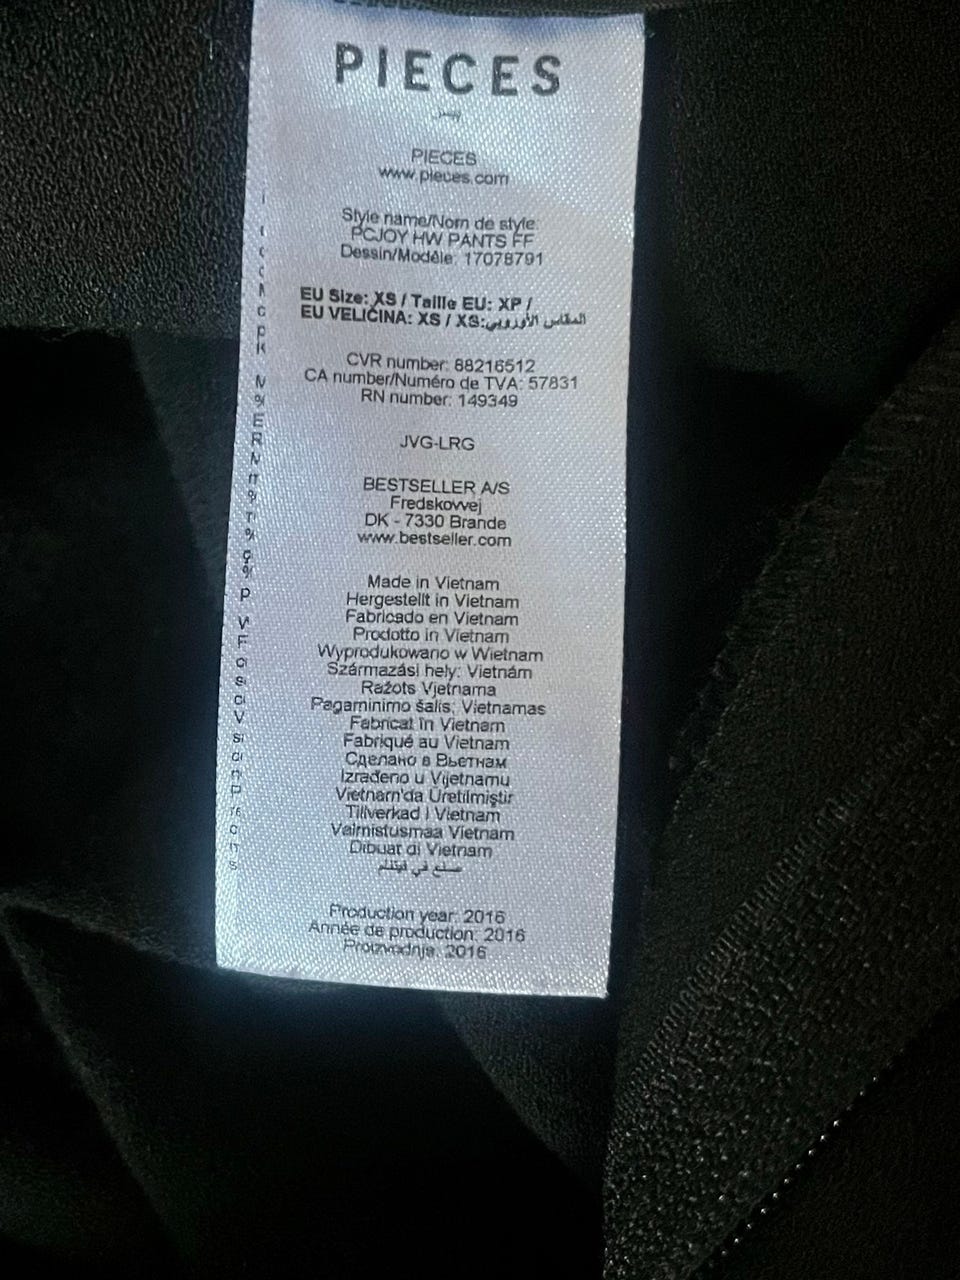 PIECES
بيسز
PIECES
www.pieces.com
Style name/Nom de style:
PCJOY HW PANTS FF
Dessin/Modèle: 17078791
EU Size: XS / Taille EU: XP /
EU VELIČINA: XS / XS:المقاس الأوروبي
CVR number: 88216512
CA number/Numéro de TVA: 57831
RN number: 149349
JVG-LRG
BESTSELLER A/S
Fredskovvej
DK - 7330 Brande
www.bestseller.com
Made in Vietnam
Hergestellt in Vietnam
Fabricado en Vietnam
Prodotto in Vietnam
Wyprodukowano w Wietnam
Származási hely: Vietnám
Ražots Vjetnama
Pagaminimo šalis: Vietnamas
Fabricat în Vietnam
Fabriqué au Vietnam
Сделано в Вьетнам
Izrađeno u Vijetnamu
Vietnam'da Üretilmiştir
Tillverkad i Vietnam
Valmistusmaa Vietnam
Dibuat di Vietnam
صنع في فيتنام
Production year: 2016
Année de production: 2016
Proizvodnja: 2016